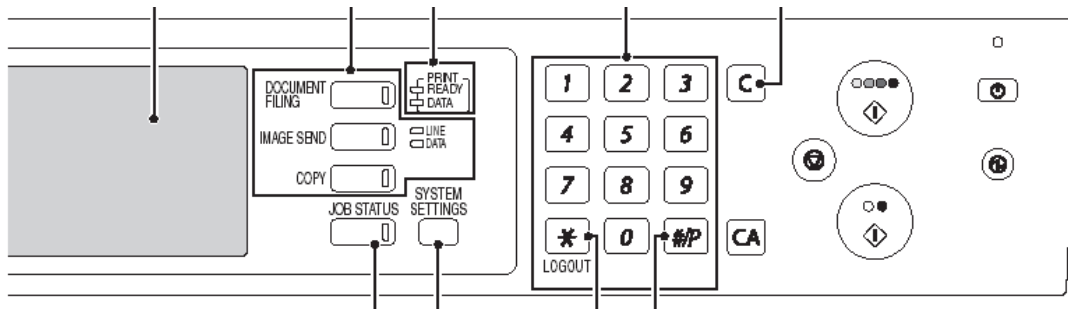 DOCUMENT
FILING
IMAGE SEND
COPY
JOB STATUS
PRINT
READY
DATA
LINE
DATA
SYSTEM
SETTINGS
1 2 3 C
4 5 6
7 8 9
* 0 #/P CA
LOGOUT